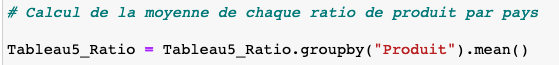 # Calcul de la moyenne de chaque ratio de produit par pays
Tableau5_Ratio = Tableau5_Ratio.groupby("Produit").mean()